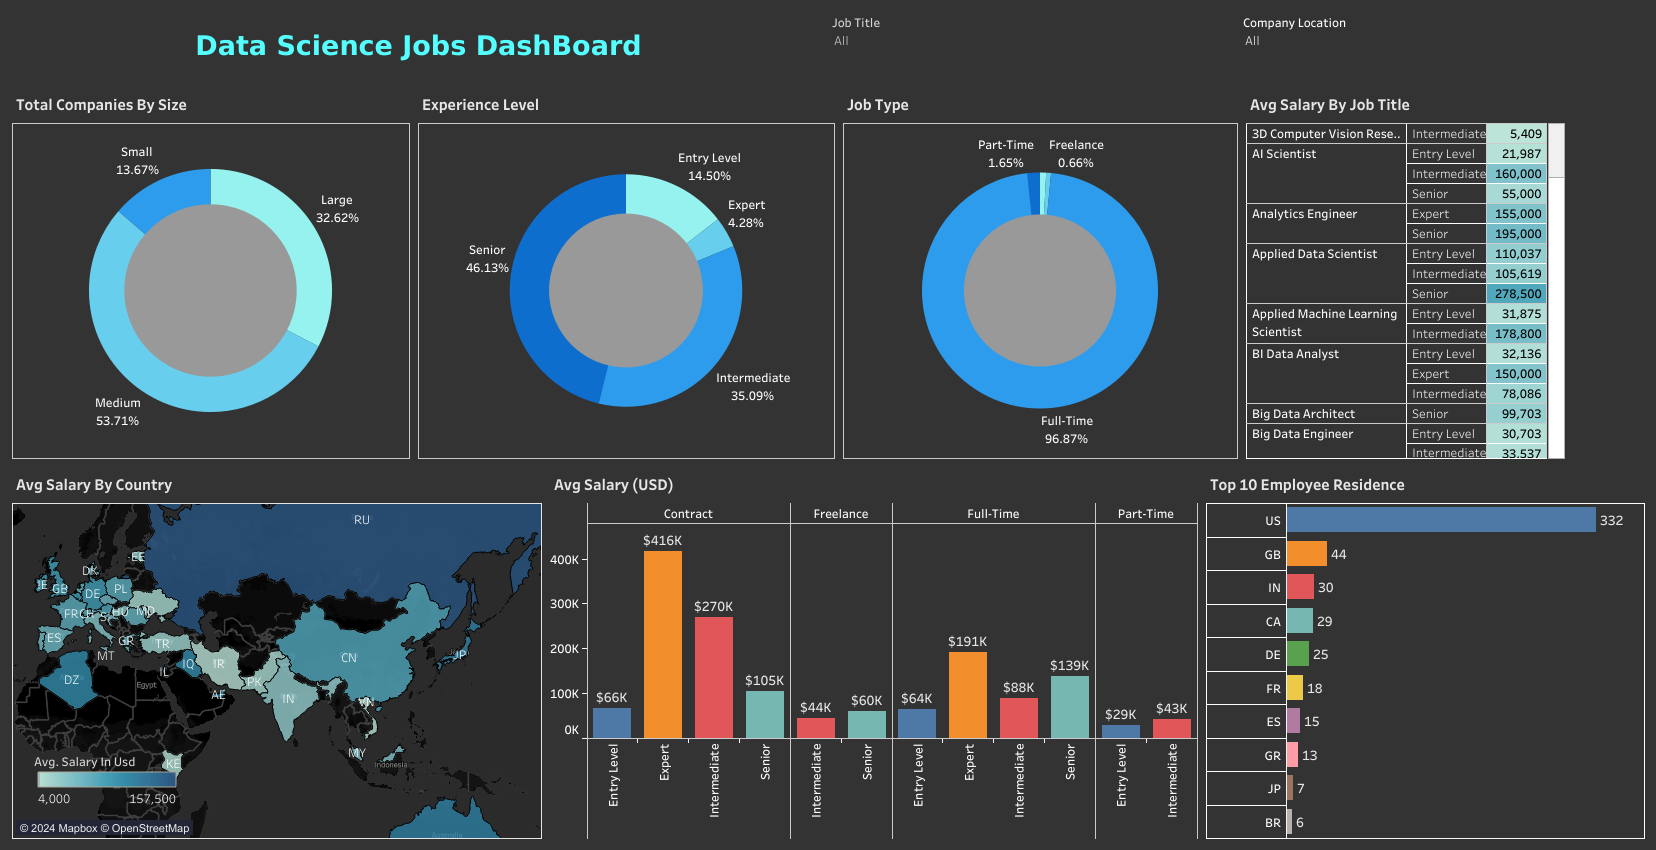 Data Science Jobs DashBoard
Job Title
All
Company Location
All
Total Companies By Size
Small
13.67%
Large
32.62%
Medium
53.71%
Experience Level
Entry Level
14.50%
Expert
4.28%
Senior
46.13%
Intermediate
35.09%
Job Type
Part-Time
1.65%
Freelance
0.66%
Full-Time
96.87%
Avg Salary By Job Title
3D Computer Vision Rese.. Intermediate 5,409
AI Scientist Entry Level 21,987
Intermediate 160,000
Senior 55,000
Analytics Engineer Expert 155,000
Senior 195,000
Applied Data Scientist Entry Level 110,037
Intermediate 105,619
Senior 278,500
Applied Machine Learning Entry Level 31,875
Scientist Intermediate 178,800
BI Data Analyst Entry Level 32,136
Expert 150,000
Intermediate 78,086
Big Data Architect Senior 99,703
Big Data Engineer Entry Level 30,703
Intermediate 33,537
Avg Salary By Country
RU
EE
DK
IE
GB
DE
PL
FR
CH
HU
MD
ES
GR
TR
MT
IQ
IR
CN
JP
IL
DZ
Egypt
AE
PK
IN
VN
MY
Indonesia
KE
Australia
Avg. Salary In Usd
4,000 157,500
© 2024 Mapbox © OpenStreetMap
Avg Salary (USD)
Contract Freelance Full-Time Part-Time
400K
300K
200K
100K
0K
$66K
$416K
$270K
$105K
$44K
$60K
$64K
$191K
$88K
$139K
$29K
$43K
Entry Level
Expert
Intermediate
Senior
Intermediate
Senior
Entry Level
Expert
Intermediate
Senior
Entry Level
Intermediate
Top 10 Employee Residence
US 332
GB 44
IN 30
CA 29
DE 25
FR 18
ES 15
GR 13
JP 7
BR 6